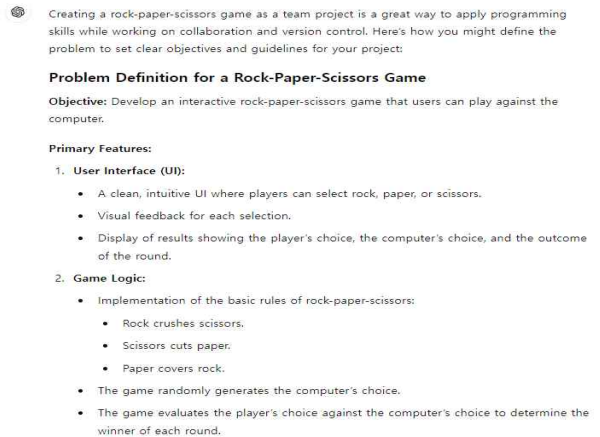 Creating a rock-paper-scissors game as a team project is a great way to apply programming
skills while working on collaboration and version control. Here's how you might define the
problem to set clear objectives and guidelines for your project:
Problem Definition for a Rock-Paper-Scissors Game
Objective: Develop an interactive rock-paper-scissors game that users can play against the
computer.
Primary Features:
1. User Interface (UI):
• A clean, intuitive UI where players can select rock, paper, or scissors.
• Visual feedback for each selection.
• Display of results showing the player's choice, the computer's choice, and the outcome
of the round.
2. Game Logic:
• Implementation of the basic rules of rock-paper-scissors:
• Rock crushes scissors.
• Scissors cuts paper.
• Paper covers rock.
• The game randomly generates the computer's choice.
• The game evaluates the player's choice against the computer's choice to determine the
winner of each round.